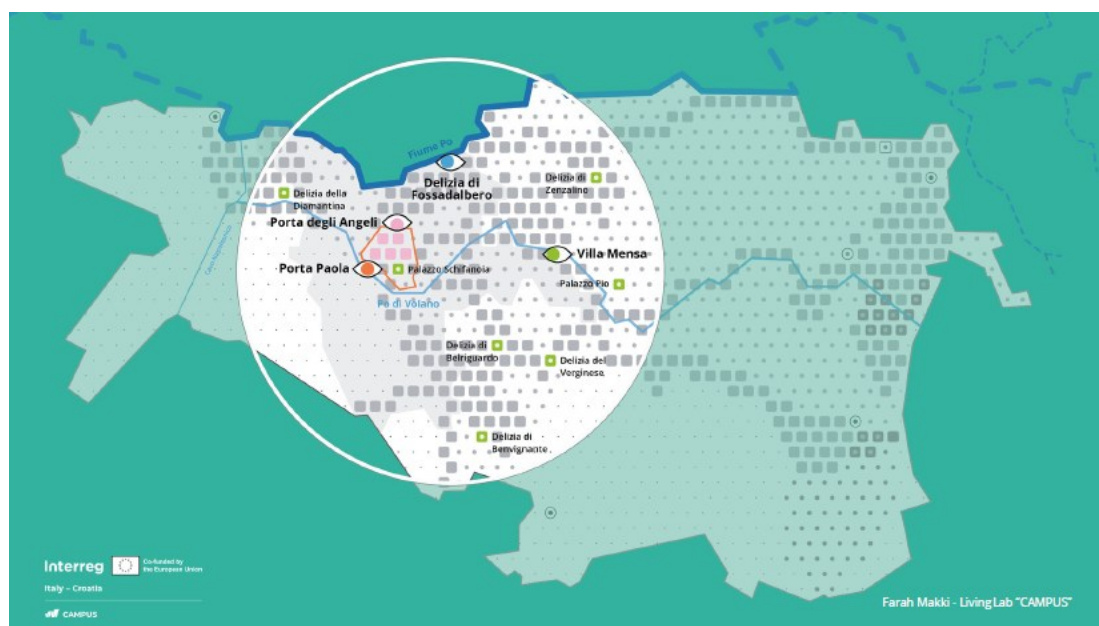 Fiume Po
Delizia di
Fossadalbero
Delizia di
Zenzalino
Delizia della
Diamantina
Porta degli Angeli
Porta Paola
Palazzo Schifanoia
Villa Mensa
Palazzo Pio
Po di Volano
Delizia di
Belriguardo
Delizia del
Verginese
Delizia di
Benvignante
Interreg
Co-funded by
the European Union
Italy – Croatia
CAMPUS
Farah Makki - LivingLab "CAMPUS"